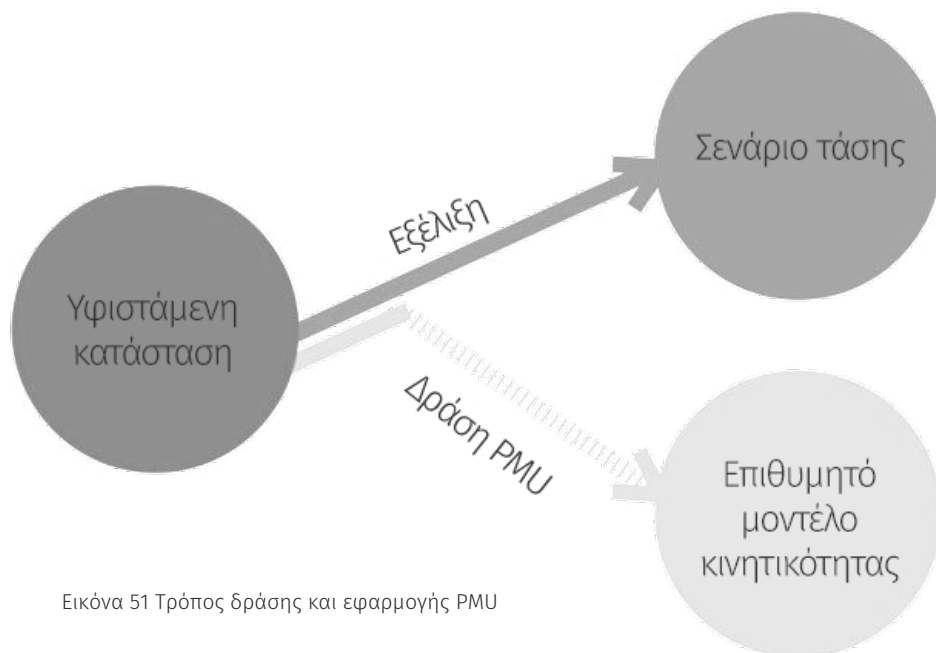 Σενάριο τάσης
Εξέλιξη
Υφιστάμενη
κατάσταση
Δράση PMU
Επιθυμητό
μοντέλο
κινητικότητας
Εικόνα 51 Τρόπος δράσης και εφαρμογής PMU